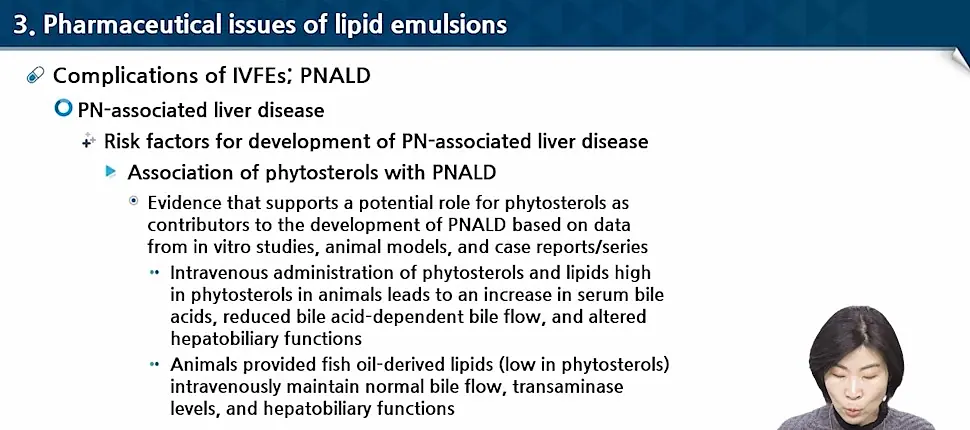 3. Pharmaceutical issues of lipid emulsions
Complications of IVFEs; PNALD
PN-associated liver disease
Risk factors for development of PN-associated liver disease
Association of phytosterols with PNALD
Evidence that supports a potential role for phytosterols as
contributors to the development of PNALD based on data
from in vitro studies, animal models, and case reports/series
Intravenous administration of phytosterols and lipids high
in phytosterols in animals leads to an increase in serum bile
acids, reduced bile acid-dependent bile flow, and altered
hepatobiliary functions
Animals provided fish oil-derived lipids (low in phytosterols)
intravenously maintain normal bile flow, transaminase
levels, and hepatobiliary functions